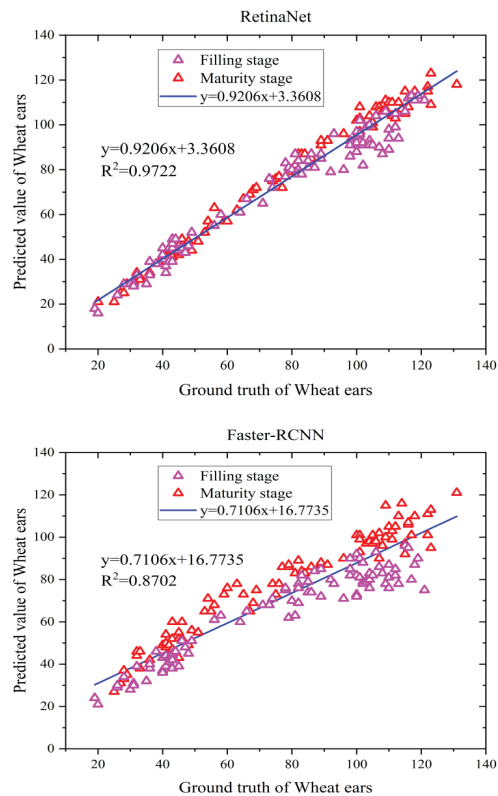 RetinaNet
140
120
100
80
60
40
20
0
Predicted value of Wheat ears
Filling stage
Maturity stage
y=0.9206x+3.3608
y=0.9206x+3.3608
R²=0.9722
20 40 60 80 100 120 140
Ground truth of Wheat ears
Faster-RCNN
140
120
100
80
60
40
20
0
Predicted value of Wheat ears
Filling stage
Maturity stage
y=0.7106x+16.7735
y=0.7106x+16.7735
R²=0.8702
20 40 60 80 100 120 140
Ground truth of Wheat ears